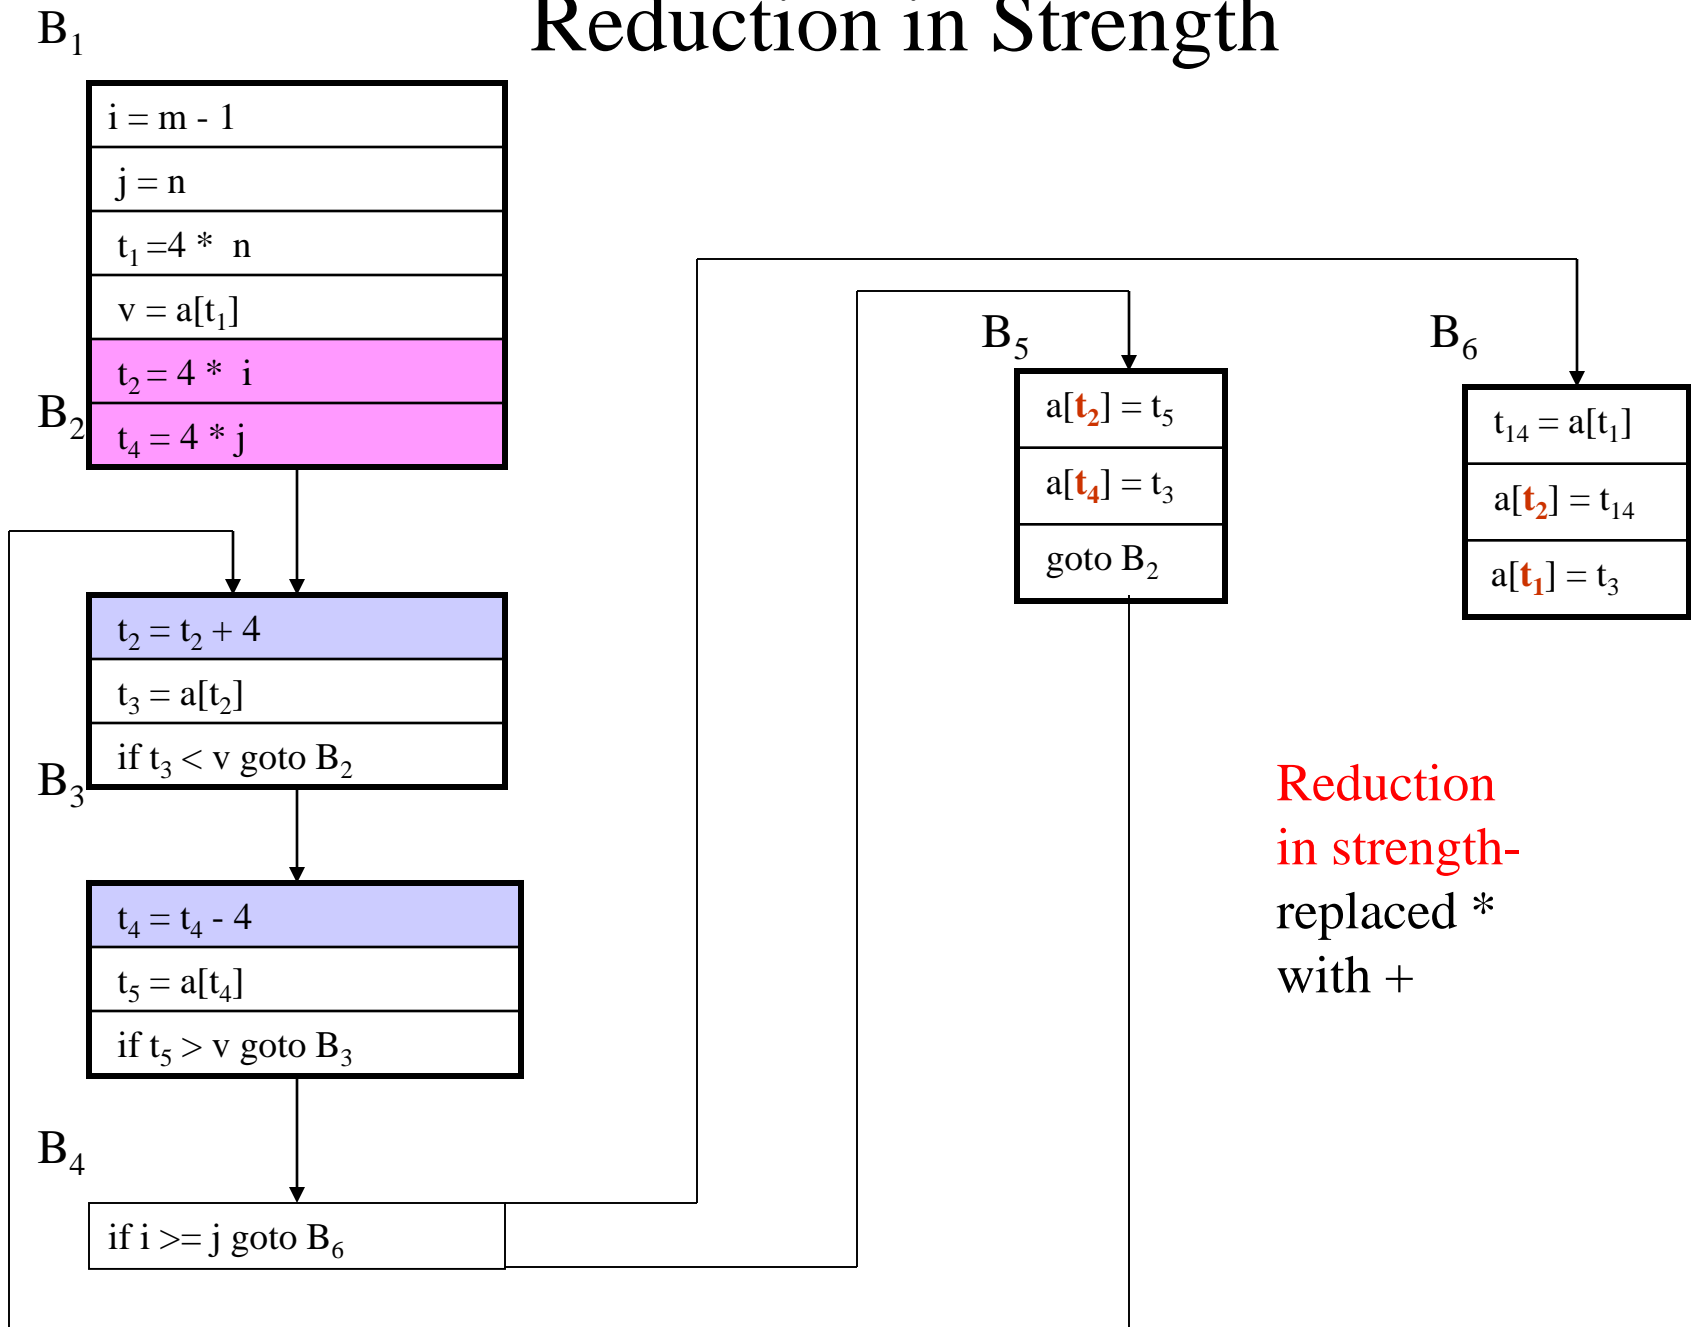 Reduction in Strength
B₁
i = m - 1
j = n
t₁ =4 * n
v = a[t₁]
t₂ = 4 * i
t₄ = 4 * j
B₂
t₂ = t₂ + 4
t₃ = a[t₂]
if t₃ < v goto B₂
B₃
t₄ = t₄ - 4
t₅ = a[t₄]
if t₅ > v goto B₃
B₄
if i >= j goto B₆
B₅
a[t₂] = t₅
a[t₄] = t₃
goto B₂
B₆
t₁₄ = a[t₁]
a[t₂] = t₁₄
a[t₁] = t₃
Reduction
in strength-
replaced *
with +